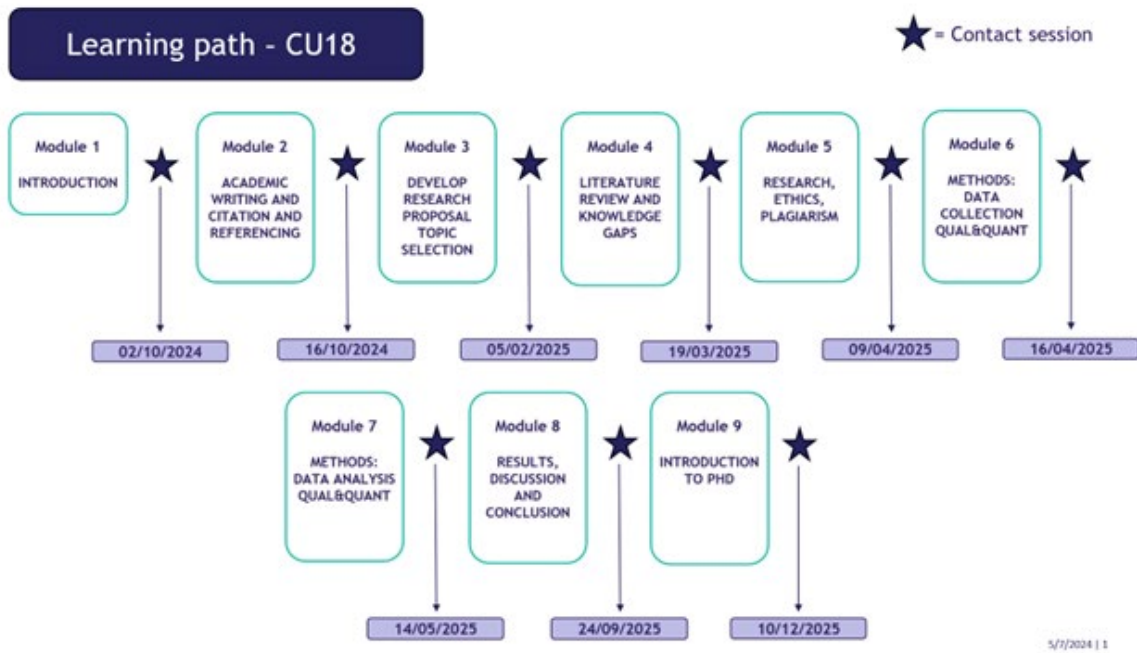 Learning path - CU18
= Contact session
Module 1
INTRODUCTION
Module 2
ACADEMIC
WRITING AND
CITATION AND
REFERENCING
Module 3
DEVELOP
RESEARCH
PROPOSAL
TOPIC
SELECTION
Module 4
LITERATURE
REVIEW AND
KNOWLEDGE
GAPS
Module 5
RESEARCH,
ETHICS,
PLAGIARISM
Module 6
METHODS:
DATA
COLLECTION
QUAL&QUANT
02/10/2024
16/10/2024
05/02/2025
19/03/2025
09/04/2025
16/04/2025
Module 7
METHODS:
DATA ANALYSIS
QUAL&QUANT
Module 8
RESULTS,
DISCUSSION
AND
CONCLUSION
Module 9
INTRODUCTION
TO PHD
14/05/2025
24/09/2025
10/12/2025
5/7/2024 | 1